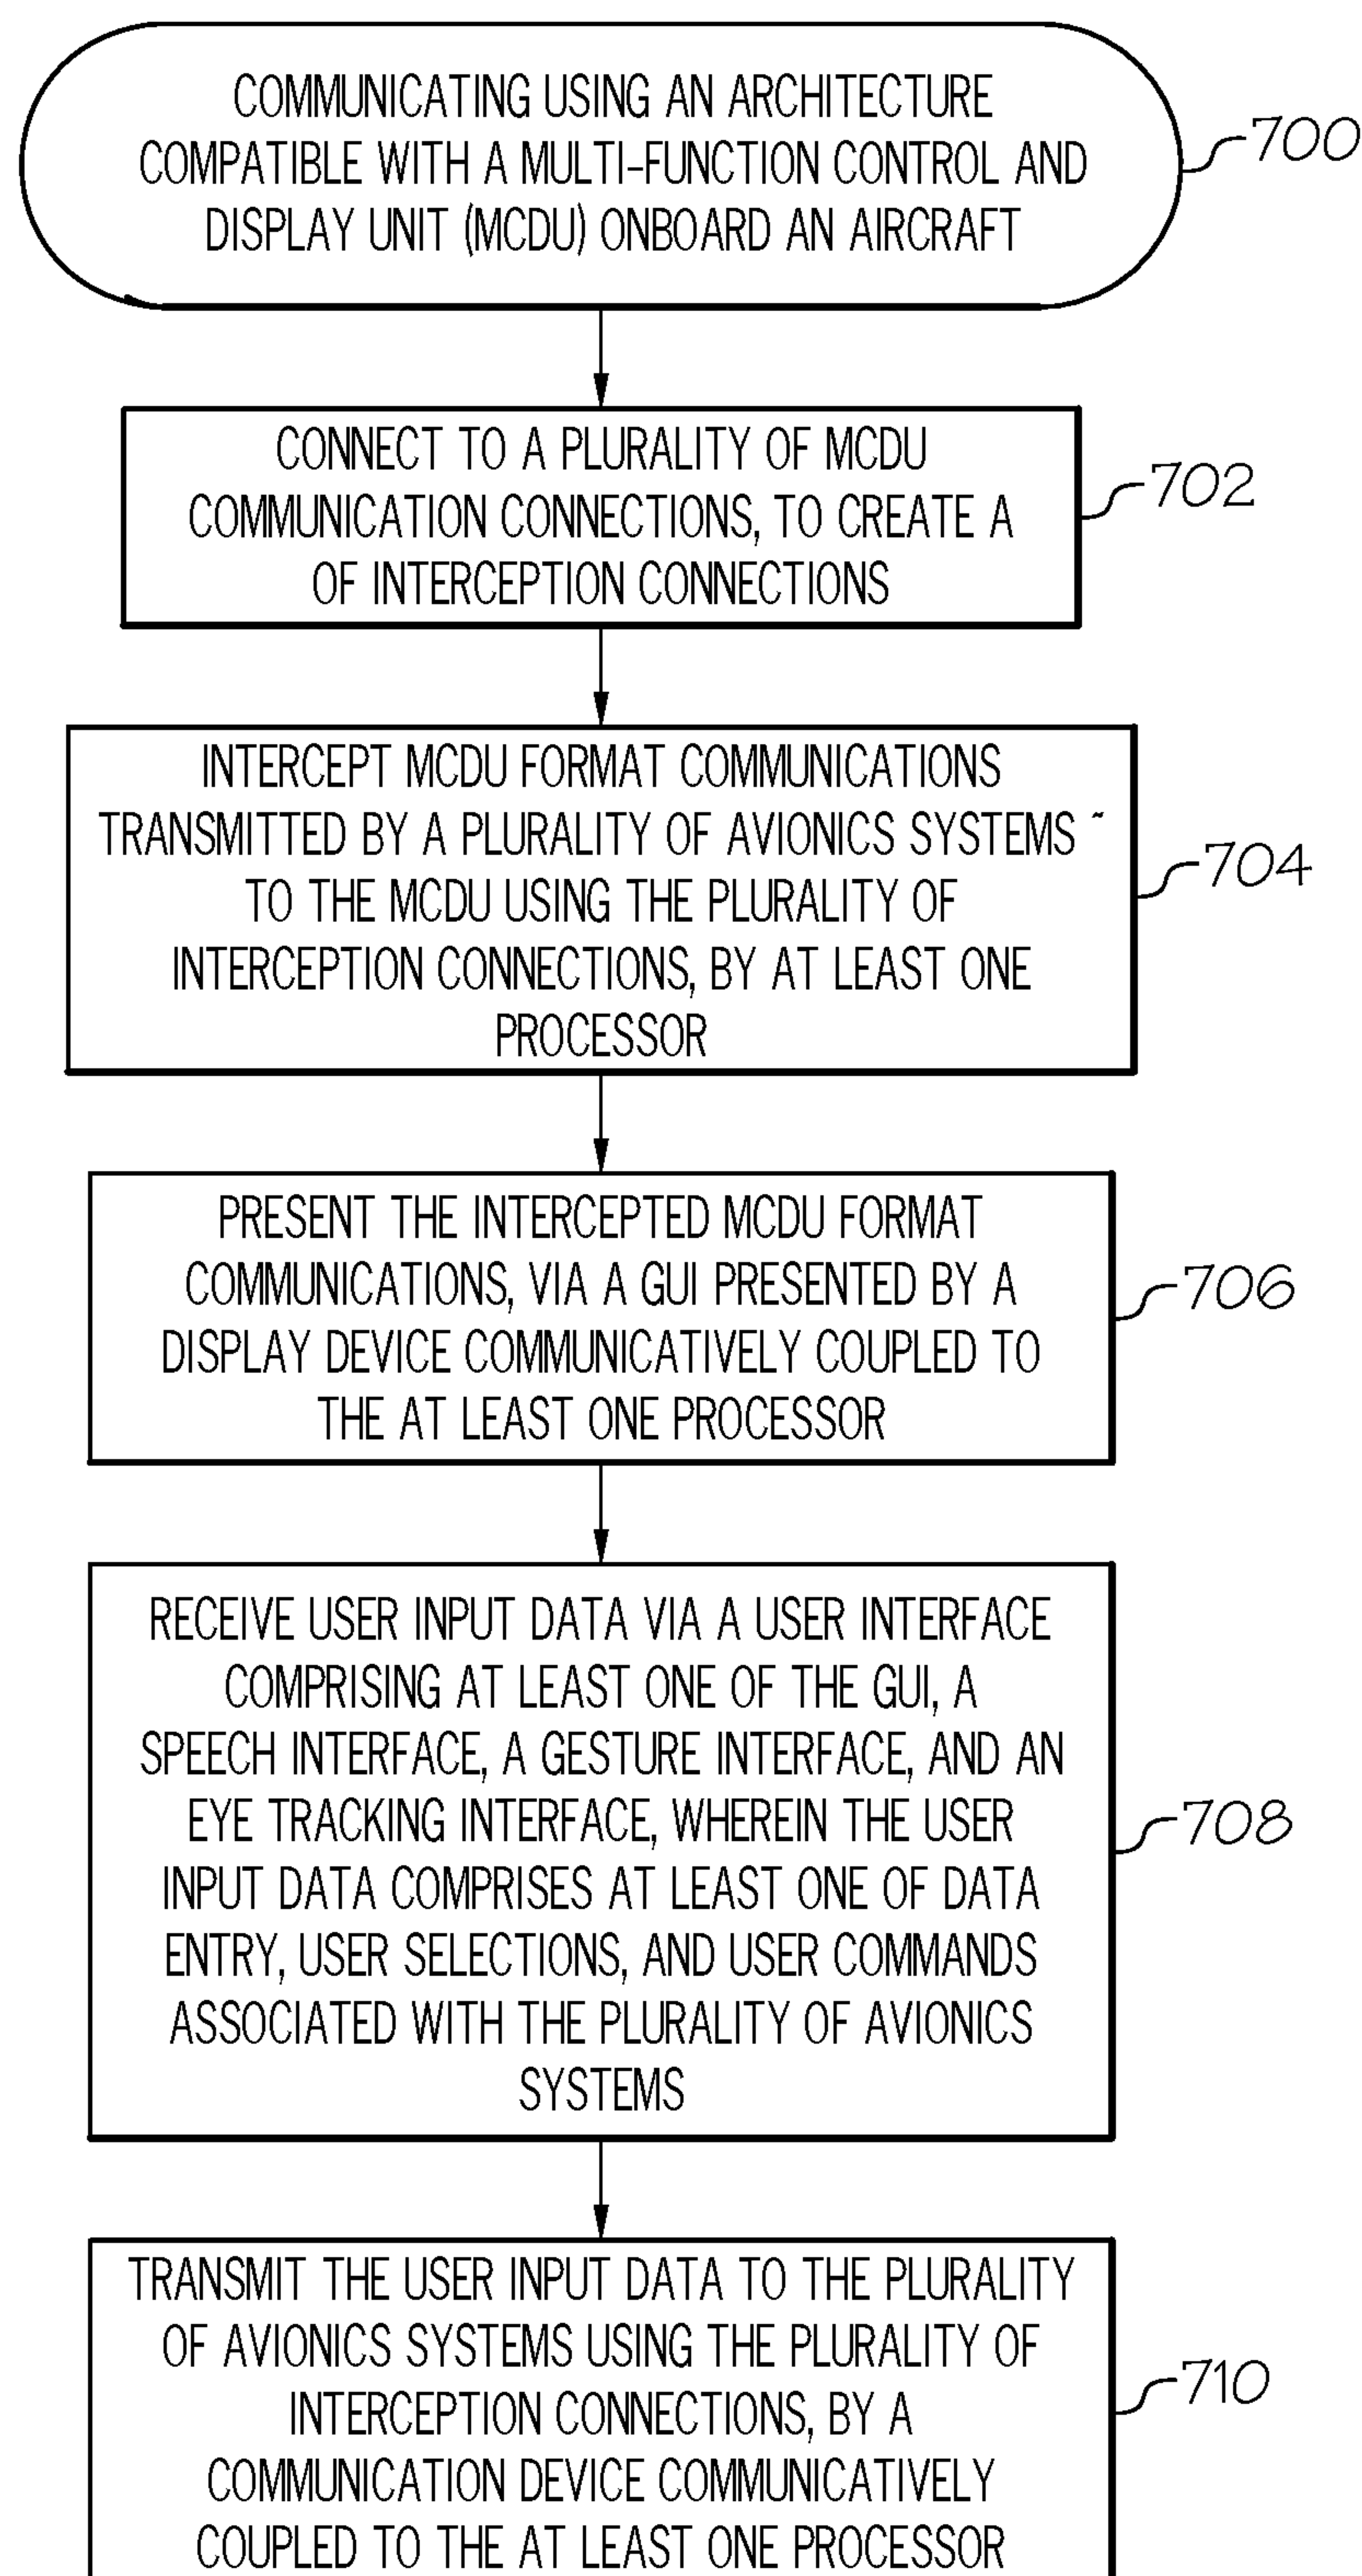 COMMUNICATING USING AN ARCHITECTURE
COMPATIBLE WITH A MULTI-FUNCTION CONTROL AND
DISPLAY UNIT (MCDU) ONBOARD AN AIRCRAFT
700
CONNECT TO A PLURALITY OF MCDU
COMMUNICATION CONNECTIONS, TO CREATE A
OF INTERCEPTION CONNECTIONS
702
INTERCEPT MCDU FORMAT COMMUNICATIONS
TRANSMITTED BY A PLURALITY OF AVIONICS SYSTEMS ~
TO THE MCDU USING THE PLURALITY OF
INTERCEPTION CONNECTIONS, BY AT LEAST ONE
PROCESSOR
704
PRESENT THE INTERCEPTED MCDU FORMAT
COMMUNICATIONS, VIA A GUI PRESENTED BY A
DISPLAY DEVICE COMMUNICATIVELY COUPLED TO
THE AT LEAST ONE PROCESSOR
706
RECEIVE USER INPUT DATA VIA A USER INTERFACE
COMPRISING AT LEAST ONE OF THE GUI, A
SPEECH INTERFACE, A GESTURE INTERFACE, AND AN
EYE TRACKING INTERFACE, WHEREIN THE USER
INPUT DATA COMPRISES AT LEAST ONE OF DATA
ENTRY, USER SELECTIONS, AND USER COMMANDS
ASSOCIATED WITH THE PLURALITY OF AVIONICS
SYSTEMS
708
TRANSMIT THE USER INPUT DATA TO THE PLURALITY
OF AVIONICS SYSTEMS USING THE PLURALITY OF
INTERCEPTION CONNECTIONS, BY A
COMMUNICATION DEVICE COMMUNICATIVELY
COUPLED TO THE AT LEAST ONE PROCESSOR
710